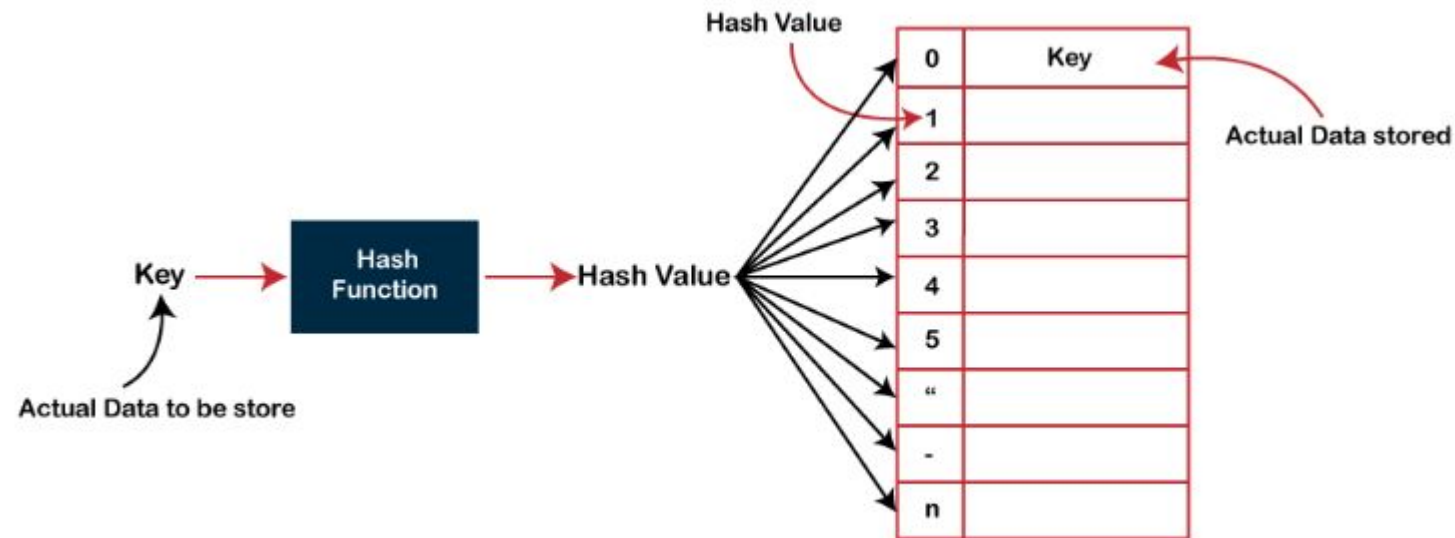 Hash Value
0 Key
1
Actual Data stored
2
3
Hash
Function
Key
Hash Value
4
5
Actual Data to be store
“
-
n